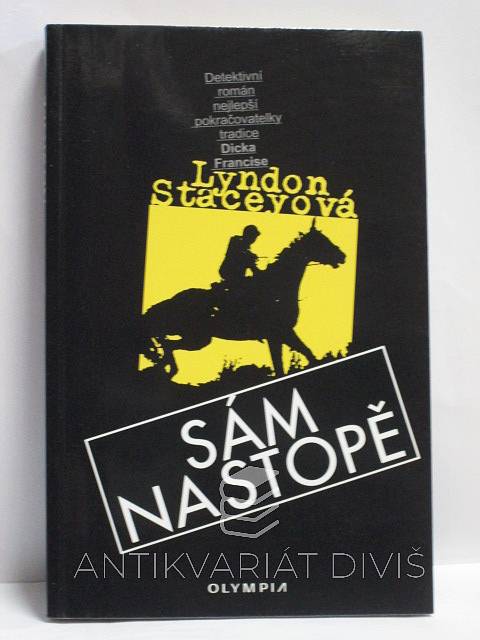 Detektivní
román
nejlepší
pokračovatelky
tradice
Dicka
Francise
Lyndon
Staceyová
SÁM
NA STOPĚ
ANTIKVARIÁT DIVIŠ
OLYMPIA